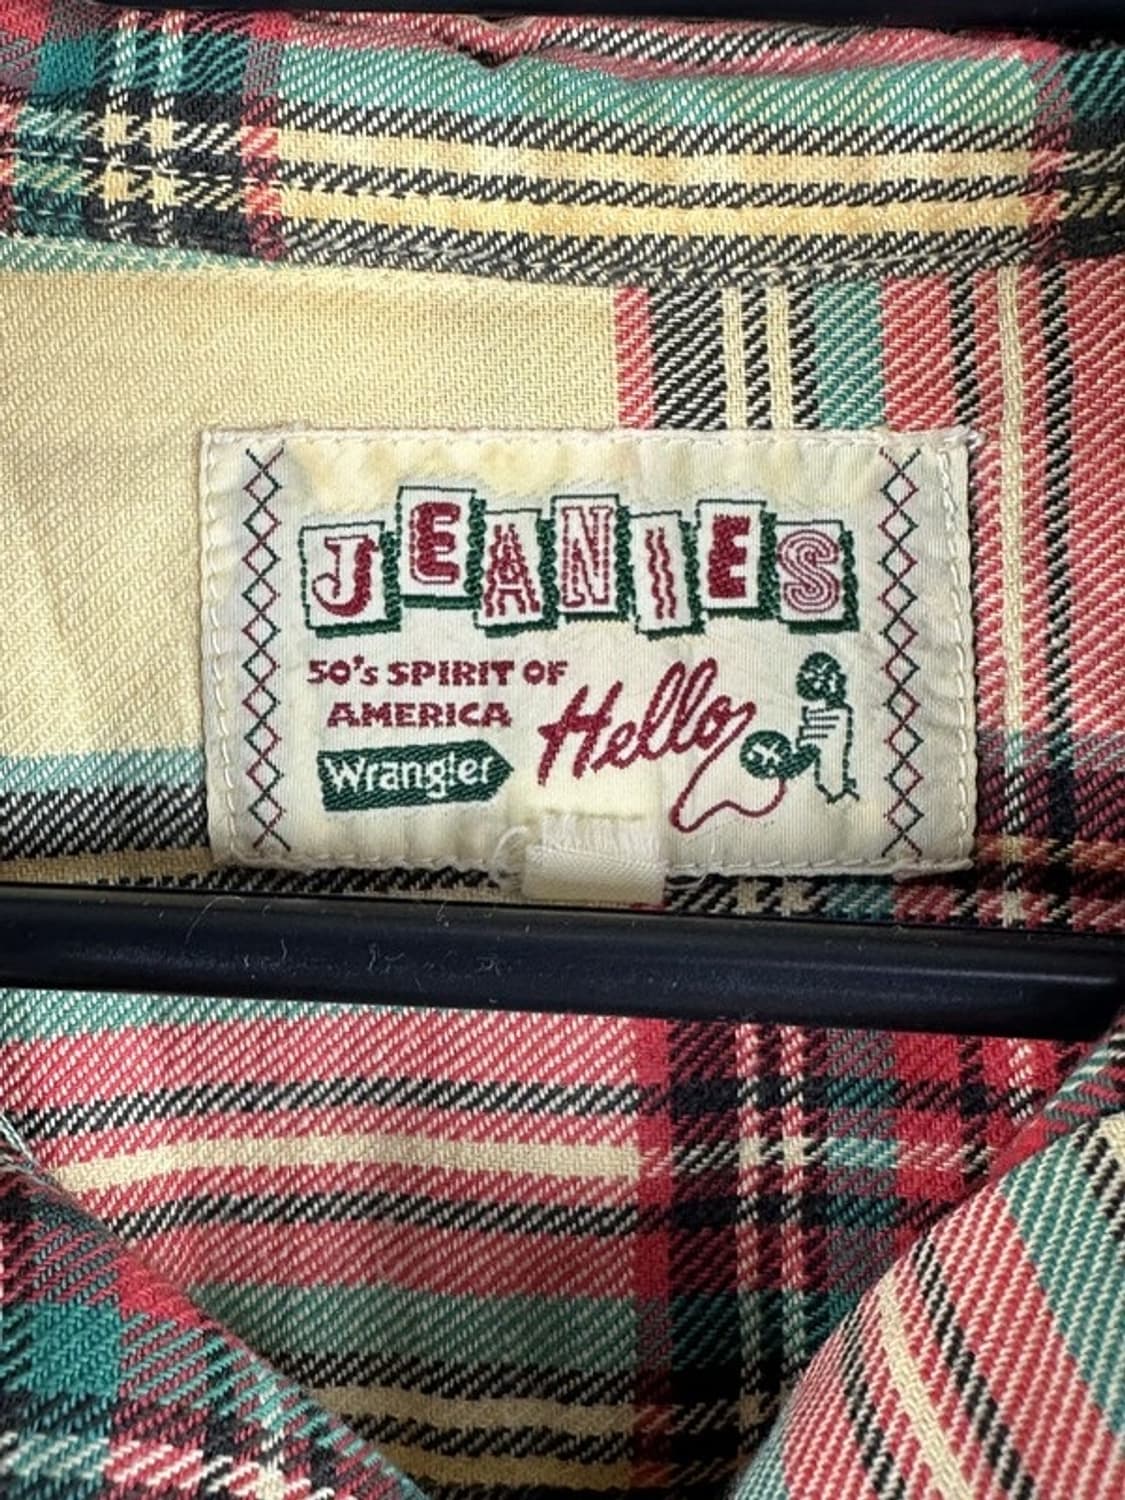 JEANIES
50's SPIRIT OF
AMERICA
Hello
Wrangler